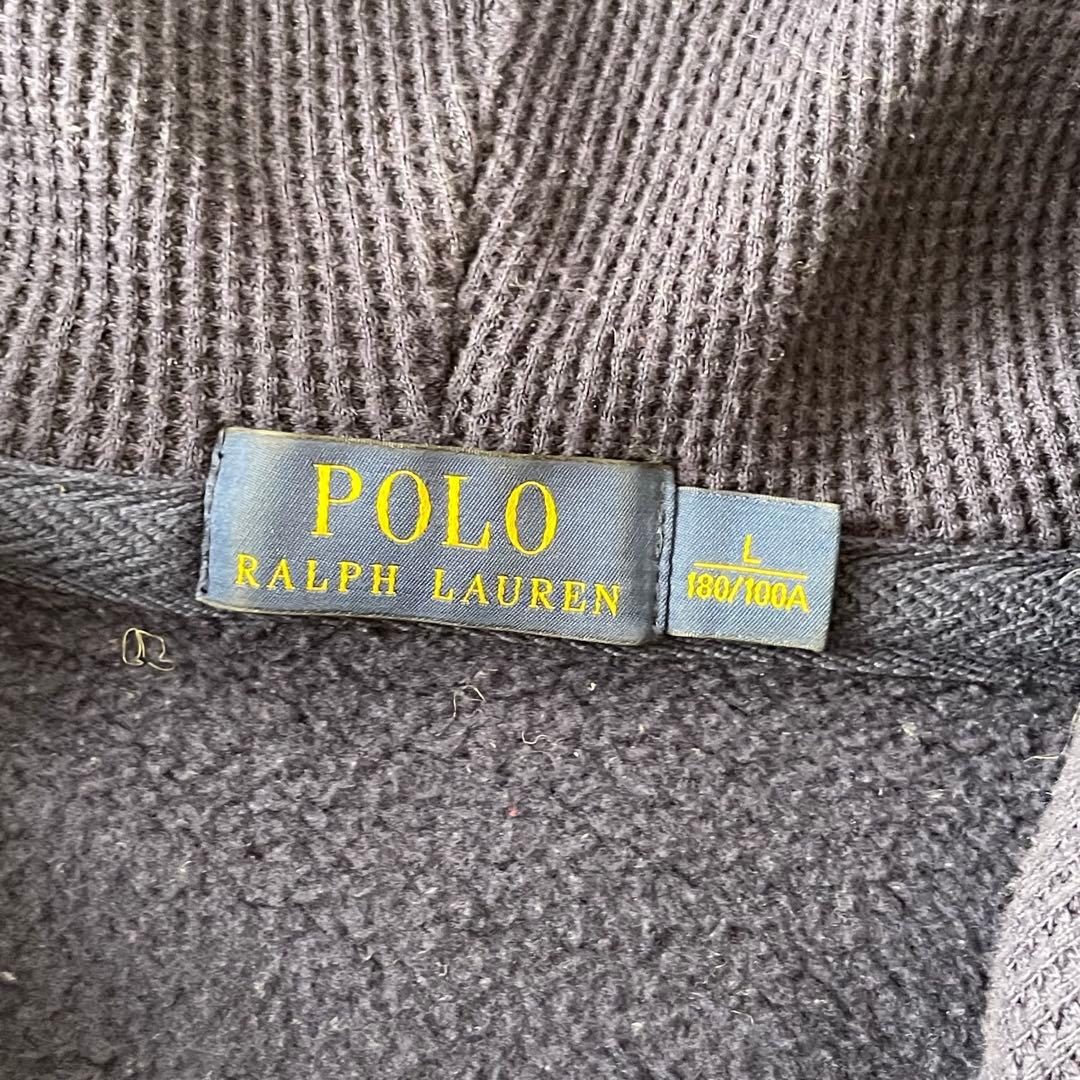 POLO
RALPH LAUREN
L
180/100A